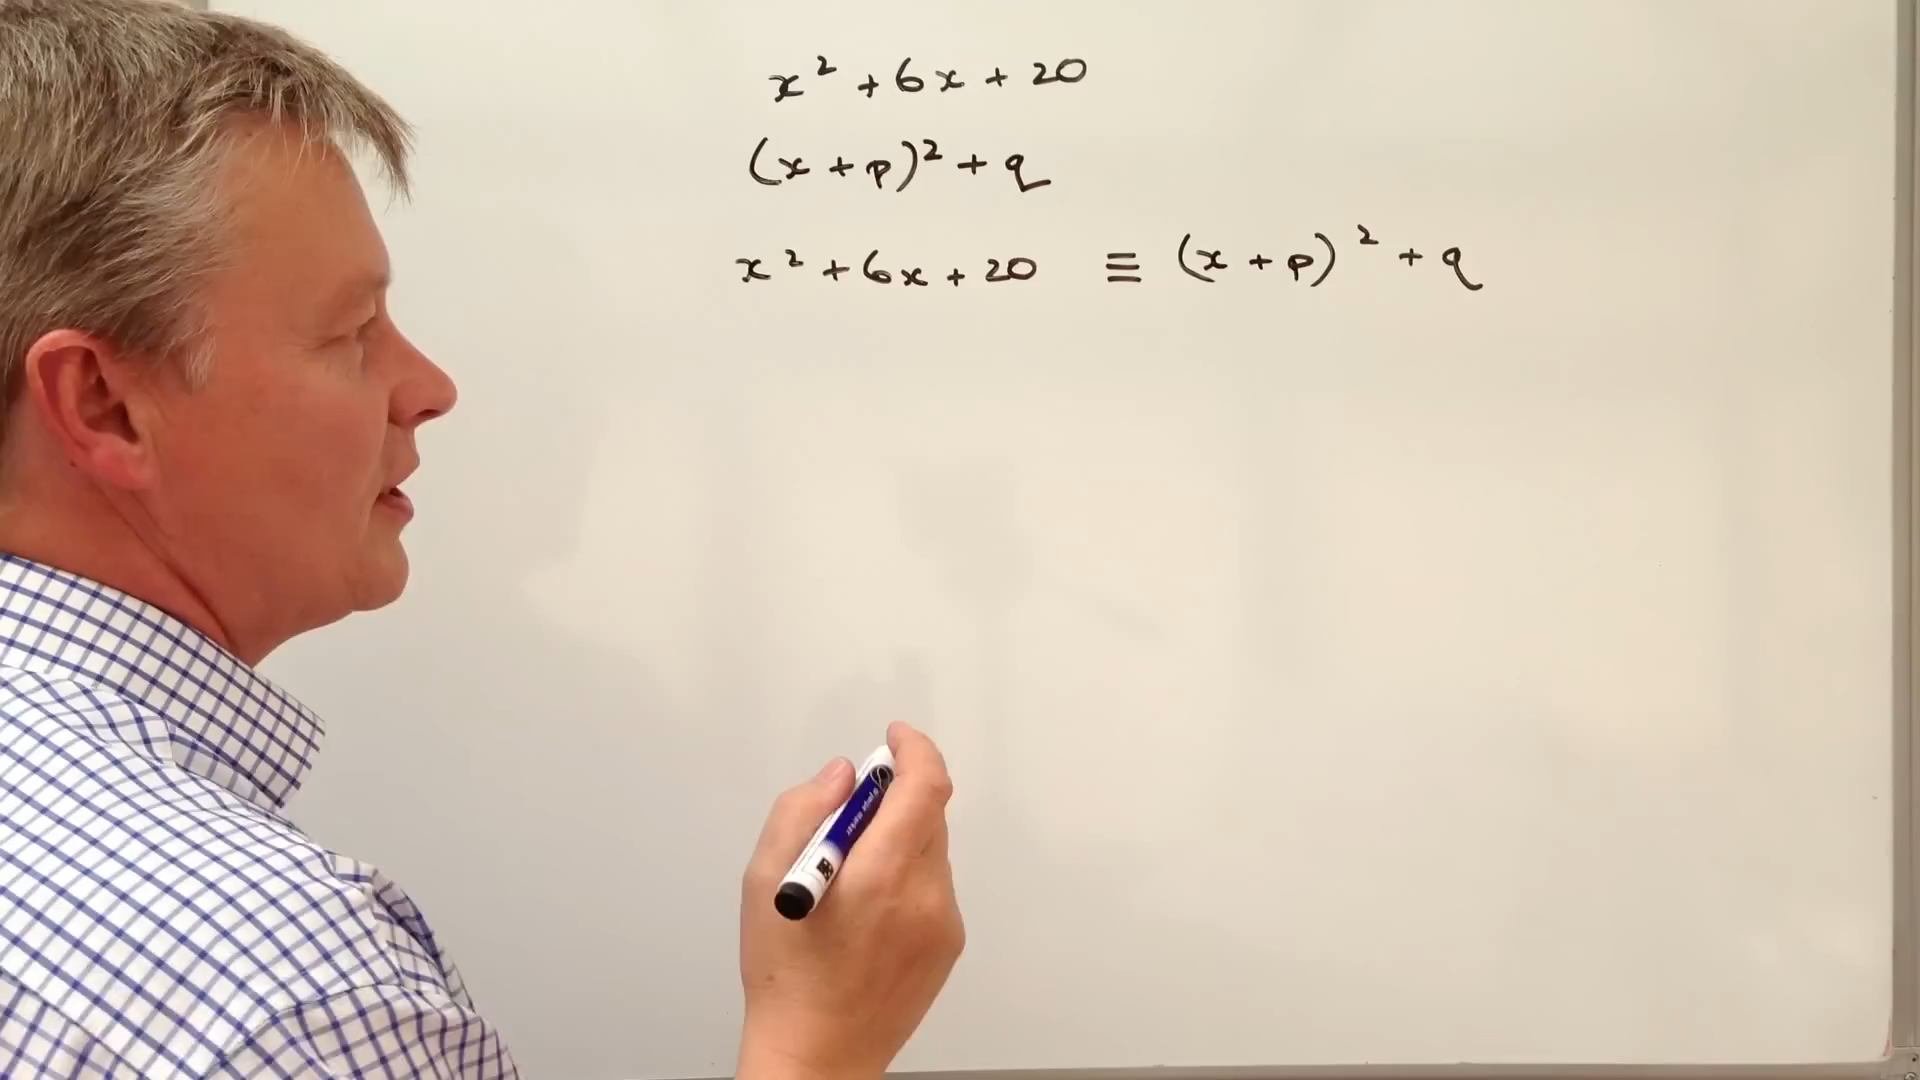 x² + 6x + 20
(x + p)² + q
x² + 6x + 20 ≡ (x + p)² + q